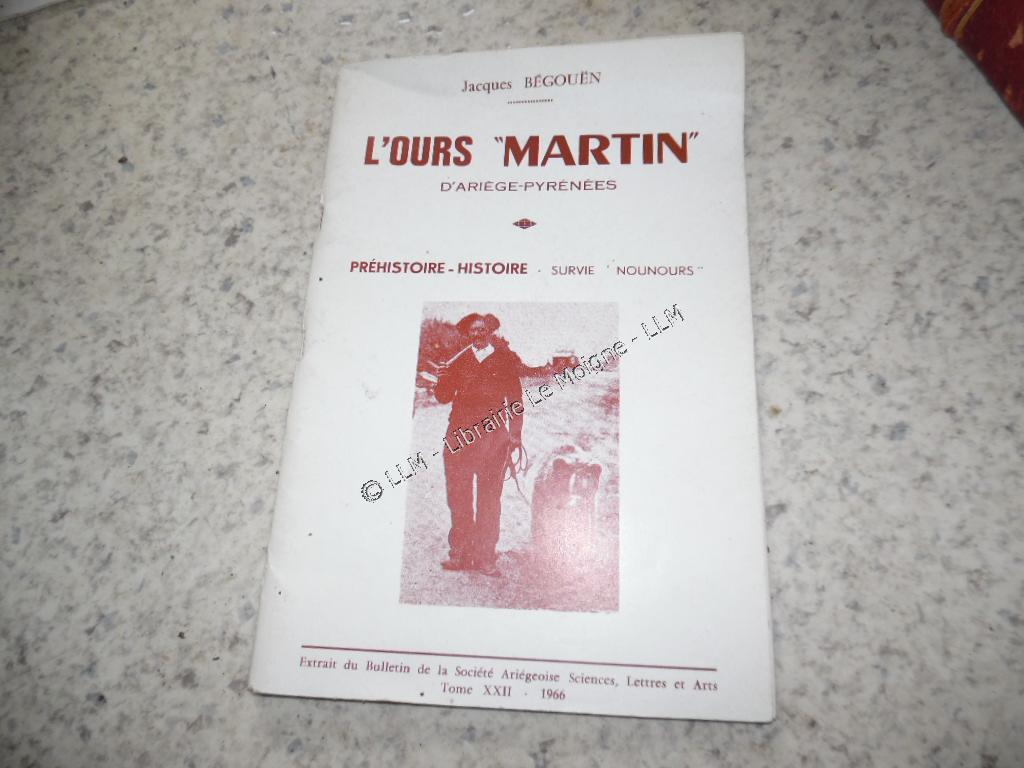 Jacques BÉGOUËN
L'OURS "MARTIN"
D'ARIÈGE-PYRÉNÉES
PRÉHISTOIRE - HISTOIRE . SURVIE " NOUNOURS "
© LLM - Librairie Le Moigne - LLM
Extrait du Bulletin de la Société Ariégeoise Sciences, Lettres et Arts
Tome XXII - 1966